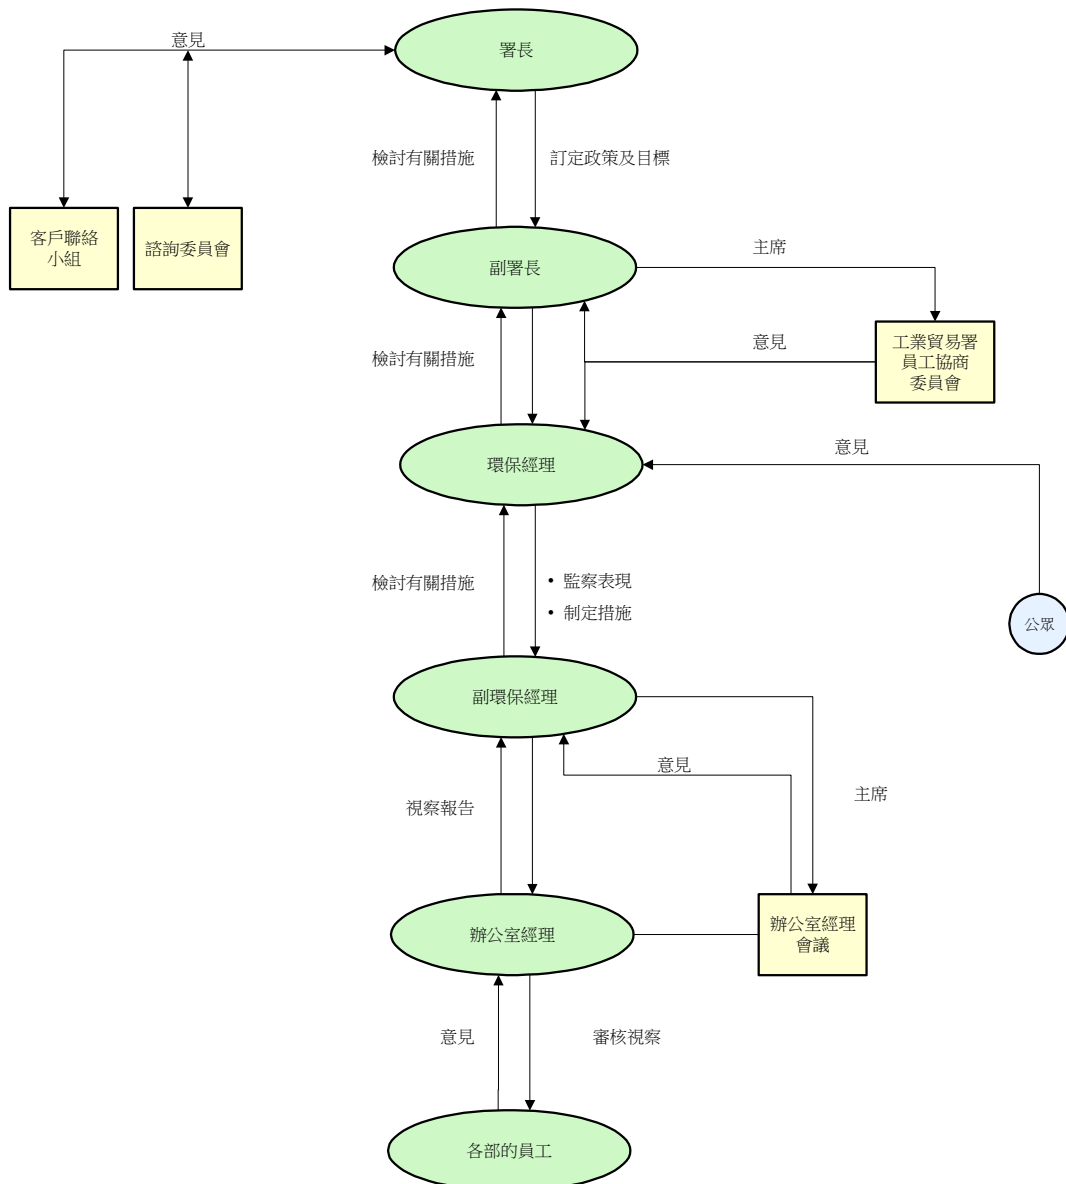 意見
署長
檢討有關措施
訂定政策及目標
客戶聯絡
小組
諮詢委員會
副署長
主席
檢討有關措施
意見
工業貿易署
員工協商
委員會
環保經理
意見
檢討有關措施
• 監察表現
• 制定措施
公眾
副環保經理
意見
視察報告
主席
辦公室經理
辦公室經理
會議
意見
審核視察
各部的員工